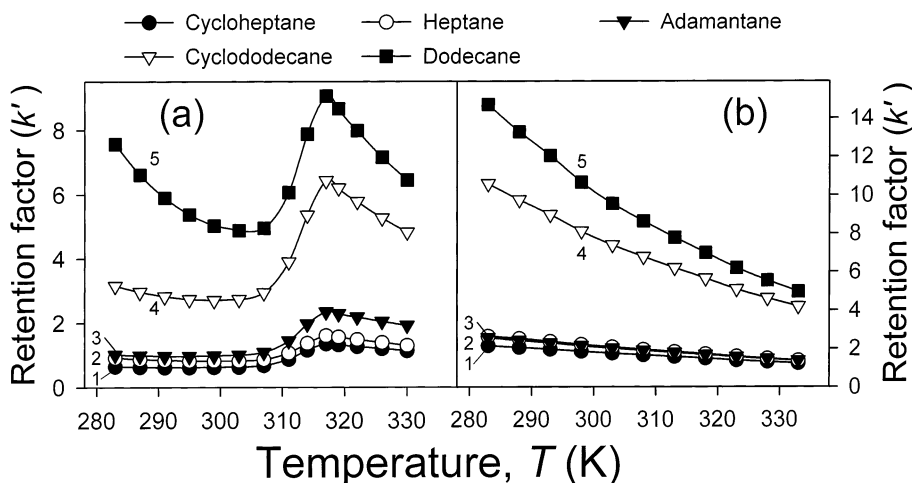 Cycloheptane Heptane Adamantane
Cyclododecane Dodecane
Retention factor (k′)
8
6
4
2
0
(a)
5
4
3
2
1
280 290 300 310 320 330
(b)
5
4
3
2
1
280 290 300 310 320 330
14
12
10
8
6
4
2
0
Retention factor (k′)
Temperature, T (K)